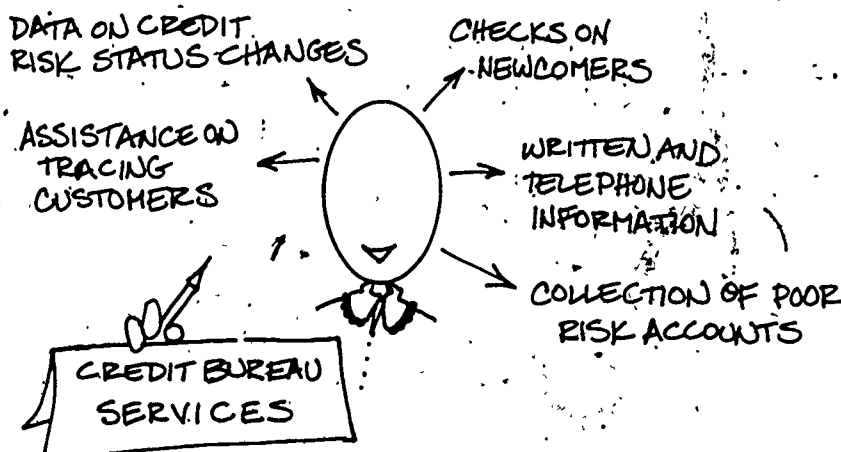 DATA ON CREDIT
RISK STATUS CHANGES
CHECKS ON
NEWCOMERS
ASSISTANCE ON
TRACING
CUSTOMERS
WRITTEN AND
TELEPHONE
INFORMATION
COLLECTION OF POOR
RISK ACCOUNTS
CREDIT BUREAU
SERVICES